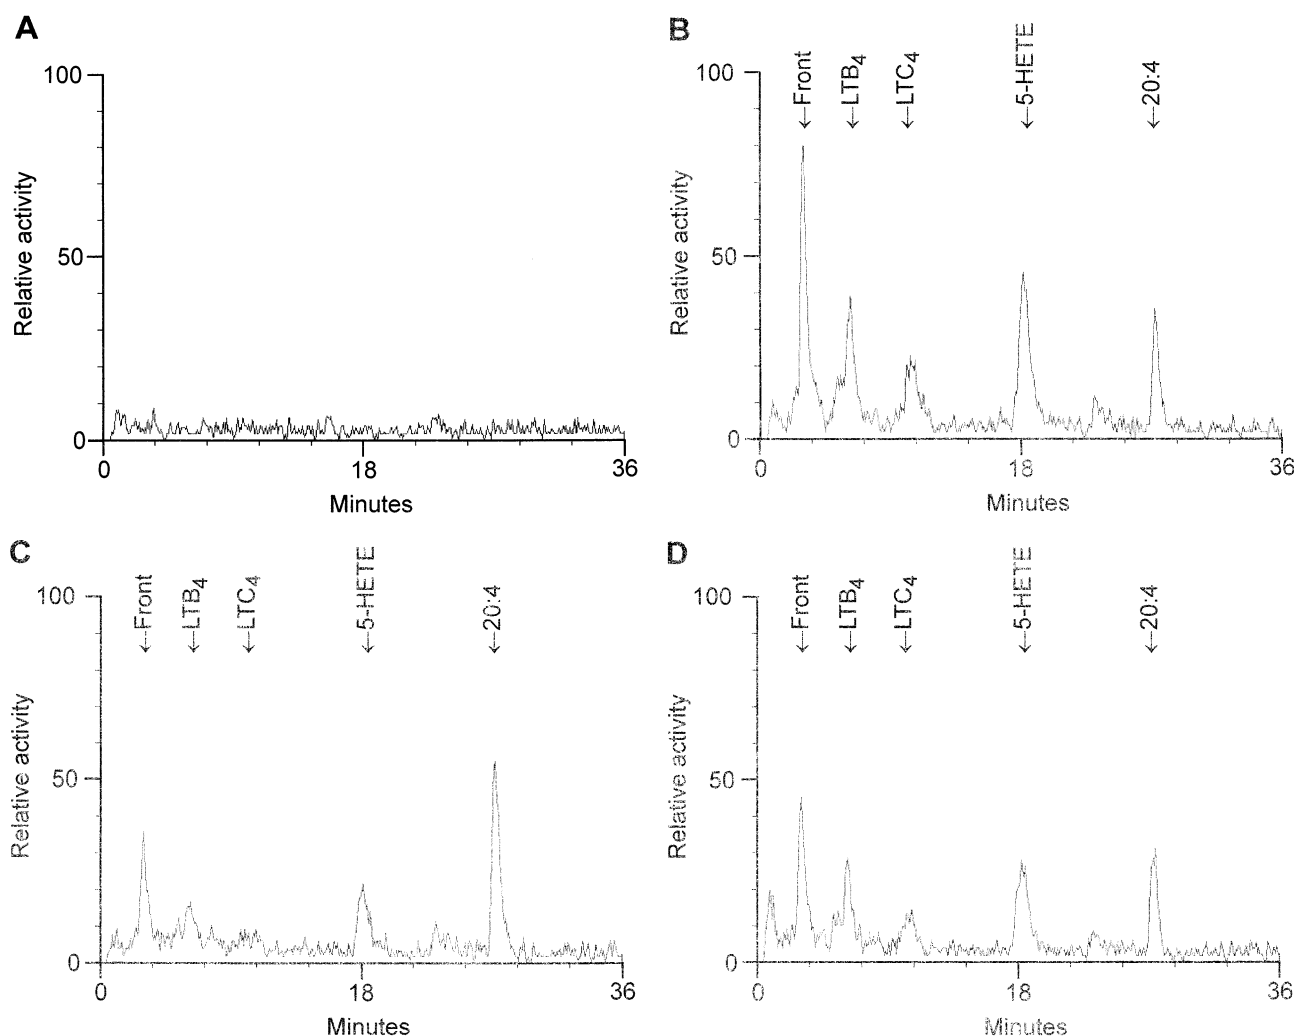 A
100
50
0
Relative activity
0
18
36
Minutes
B
←Front
←LTB4
←LTC4
←5-HETE
←20:4
100
50
0
Relative activity
0
18
36
Minutes
C
←Front
←LTB4
←LTC4
←5-HETE
←20:4
100
50
0
Relative activity
0
18
36
Minutes
D
←Front
←LTB4
←LTC4
←5-HETE
←20:4
100
50
0
Relative activity
0
18
36
Minutes